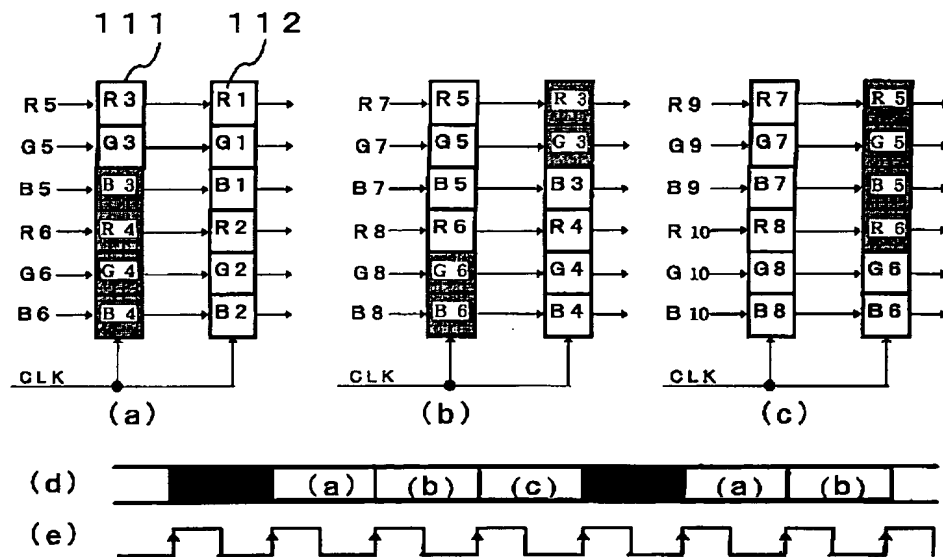 111 112
R5 R3 R1 R7 R5 R3 R9 R7 R5
G5 G3 G1 G7 G5 G3 G9 G7 G5
B5 B3 B1 B7 B5 B3 B9 B7 B5
R6 R4 R2 R8 R6 R4 R10 R8 R6
G6 G4 G2 G8 G6 G4 G10 G8 G6
B6 B4 B2 B8 B6 B4 B10 B8 B6
CLK CLK CLK
(a) (b) (c)
(d) (a) (b) (c) (a) (b)
(e)